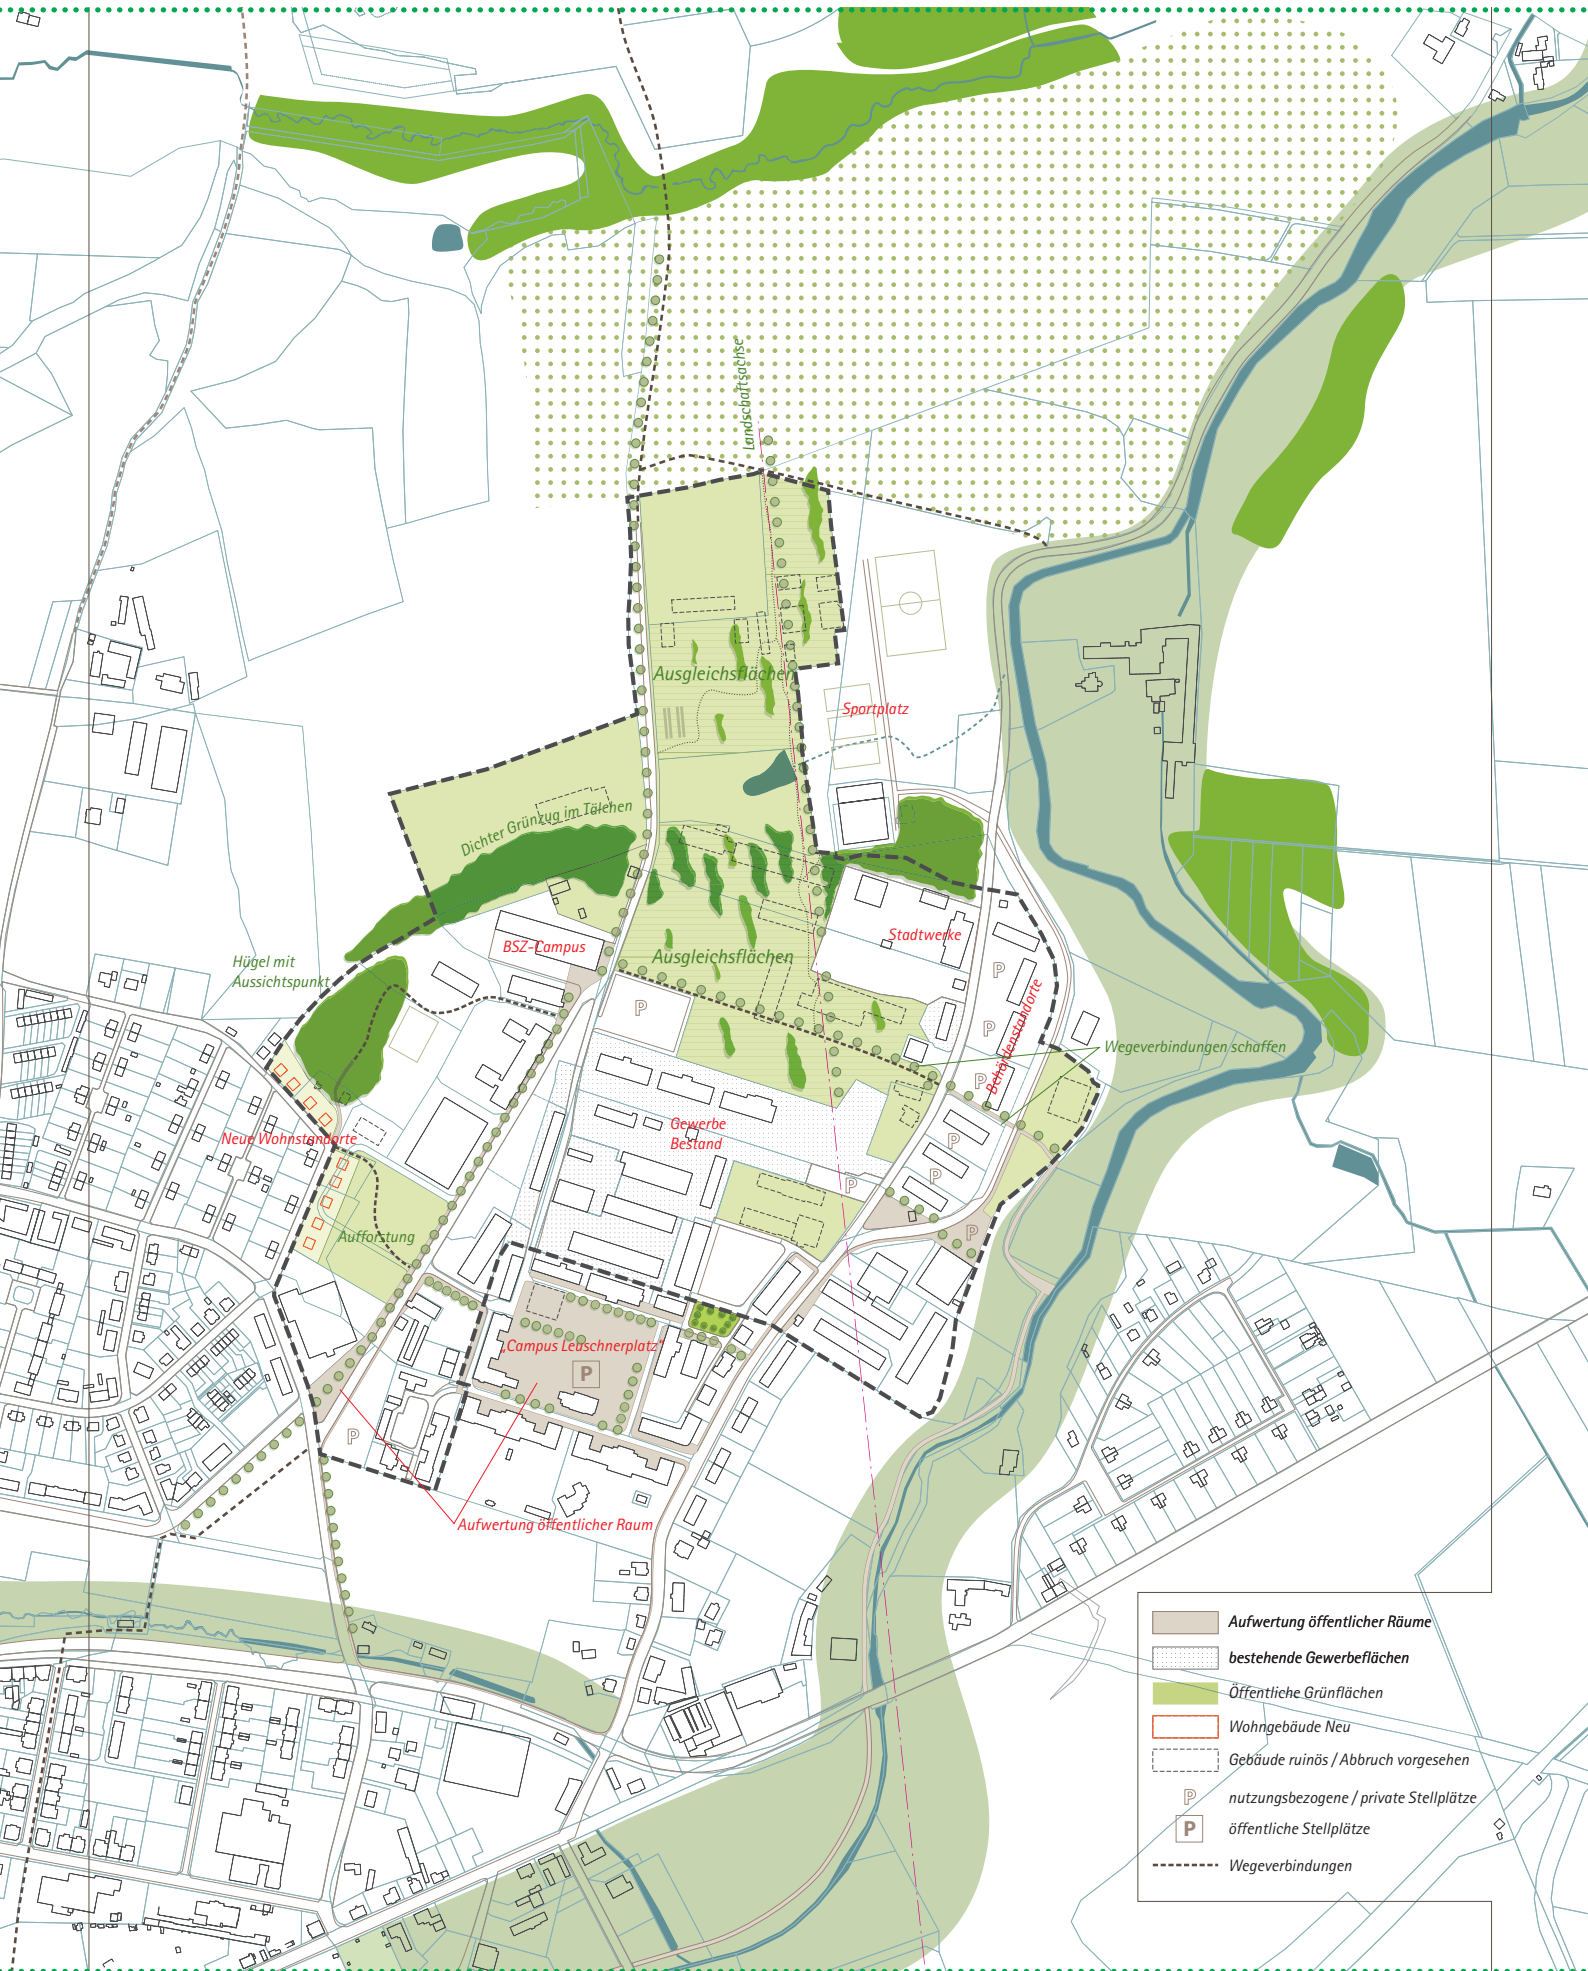 Landschaftsachse
Ausgleichsflächen
Sportplatz
Dichter Grünzug im Tälchen
BSZ-Campus
Stadtwerke
Ausgleichsflächen
Hügel mit
Aussichtspunkt
P
P
P
Behördenstandorte
Wegeverbindungen schaffen
P
Gewerbe
Bestand
Neue Wohnstandorte
P
P
P
Aufforstung
P
„Campus Leuschnerplatz“
P
P
Aufwertung öffentlicher Raum
Aufwertung öffentlicher Räume
bestehende Gewerbeflächen
Öffentliche Grünflächen
Wohngebäude Neu
Gebäude ruinös / Abbruch vorgesehen
P nutzungsbezogene / private Stellplätze
P öffentliche Stellplätze
Wegeverbindungen